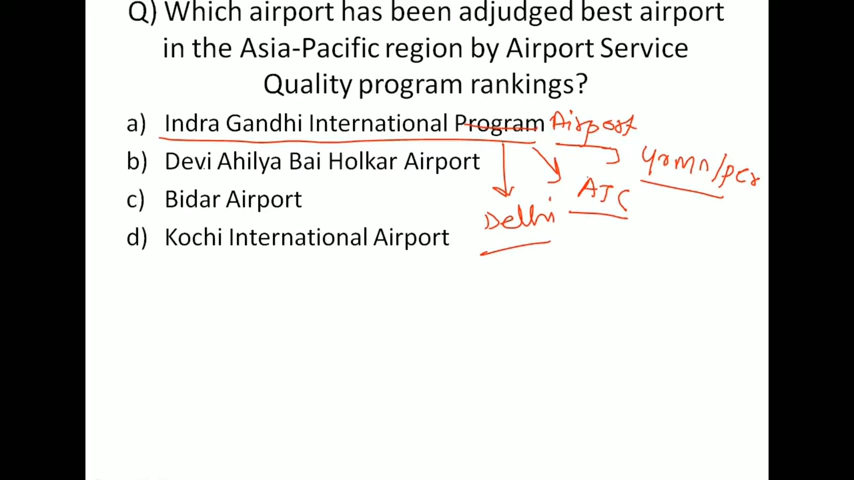 Q) Which airport has been adjudged best airport
in the Asia-Pacific region by Airport Service
Quality program rankings?
a) Indra Gandhi International Program Airport
b) Devi Ahilya Bai Holkar Airport
c) Bidar Airport
d) Kochi International Airport
Delhi